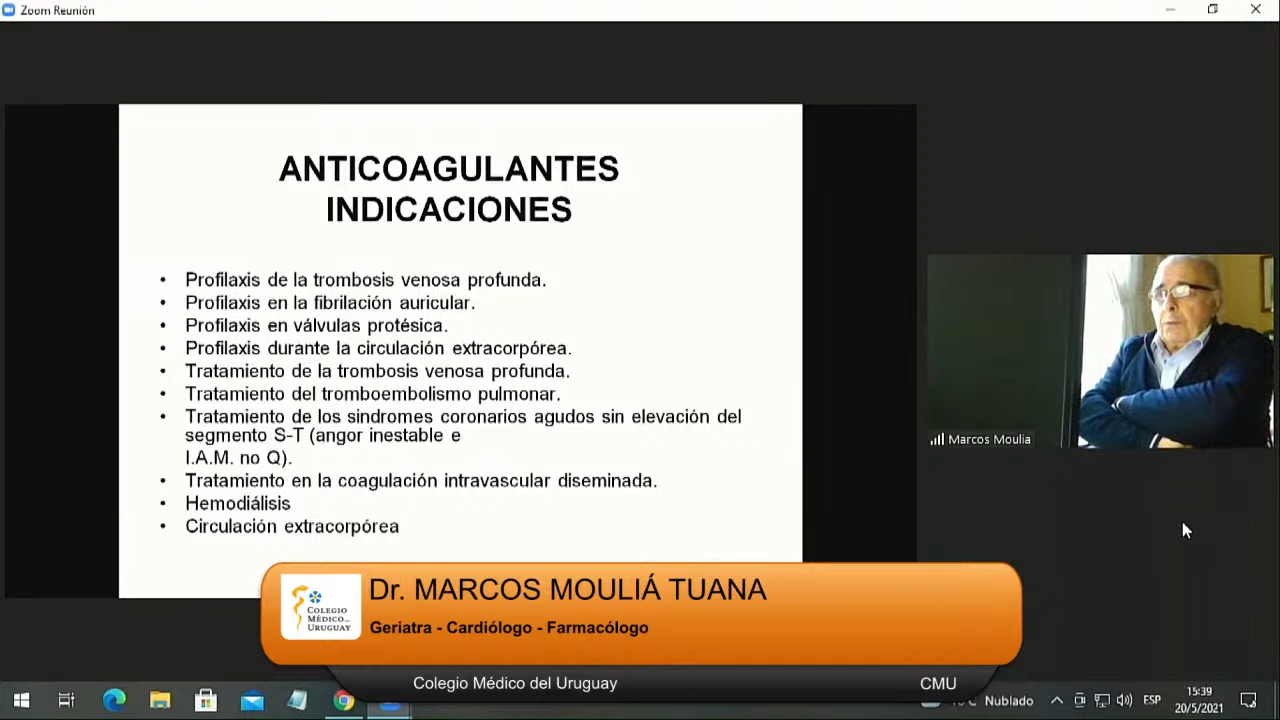 Zoom Reunión
ANTICOAGULANTES
INDICACIONES
• Profilaxis de la trombosis venosa profunda.
• Profilaxis en la fibrilación auricular.
• Profilaxis en válvulas protésica.
• Profilaxis durante la circulación extracorpórea.
• Tratamiento de la trombosis venosa profunda.
• Tratamiento del tromboembolismo pulmonar.
• Tratamiento de los sindromes coronarios agudos sin elevación del
segmento S-T (angor inestable e
I.A.M. no Q).
• Tratamiento en la coagulación intravascular diseminada.
• Hemodiálisis
• Circulación extracorpórea
Marcos Moulia
COLEGIO
MÉDICO DEL
URUGUAY
Dr. MARCOS MOULIÁ TUANA
Geriatra - Cardiólogo - Farmacólogo
Colegio Médico del Uruguay
CMU
Nublado
ESP
15:39
20/5/2021